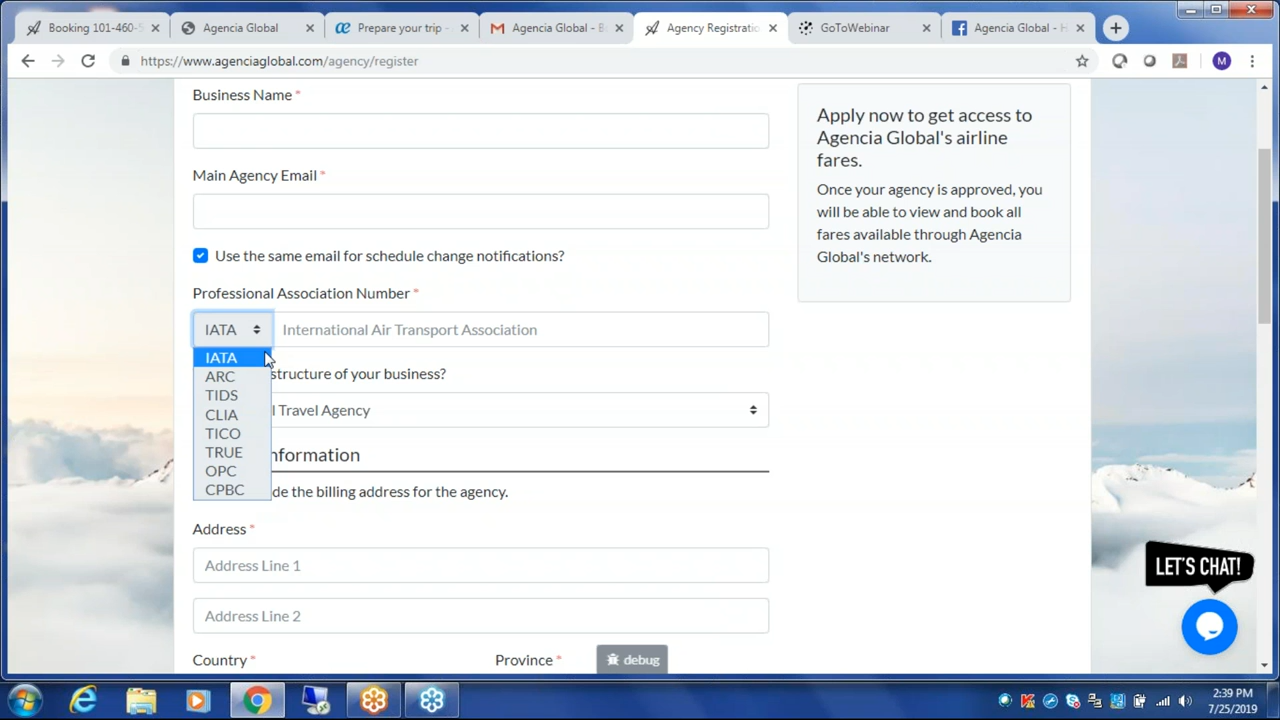 Booking 101-460-5
Agencia Global
Prepare your trip -
Agencia Global - B
Agency Registratio
GoToWebinar
Agencia Global - H
https://www.agenciaglobal.com/agency/register
M
Business Name *
Main Agency Email *
Use the same email for schedule change notifications?
Professional Association Number *
IATA International Air Transport Association
IATA
ARC
TIDS
CLIA
TICO
TRUE
OPC
CPBC
structure of your business?
l Travel Agency
nformation
de the billing address for the agency.
Address *
Address Line 1
Address Line 2
Country * Province *
debug
Apply now to get access to
Agencia Global's airline
fares.
Once your agency is approved, you
will be able to view and book all
fares available through Agencia
Global's network.
LET'S CHAT!
2:39 PM
7/25/2019